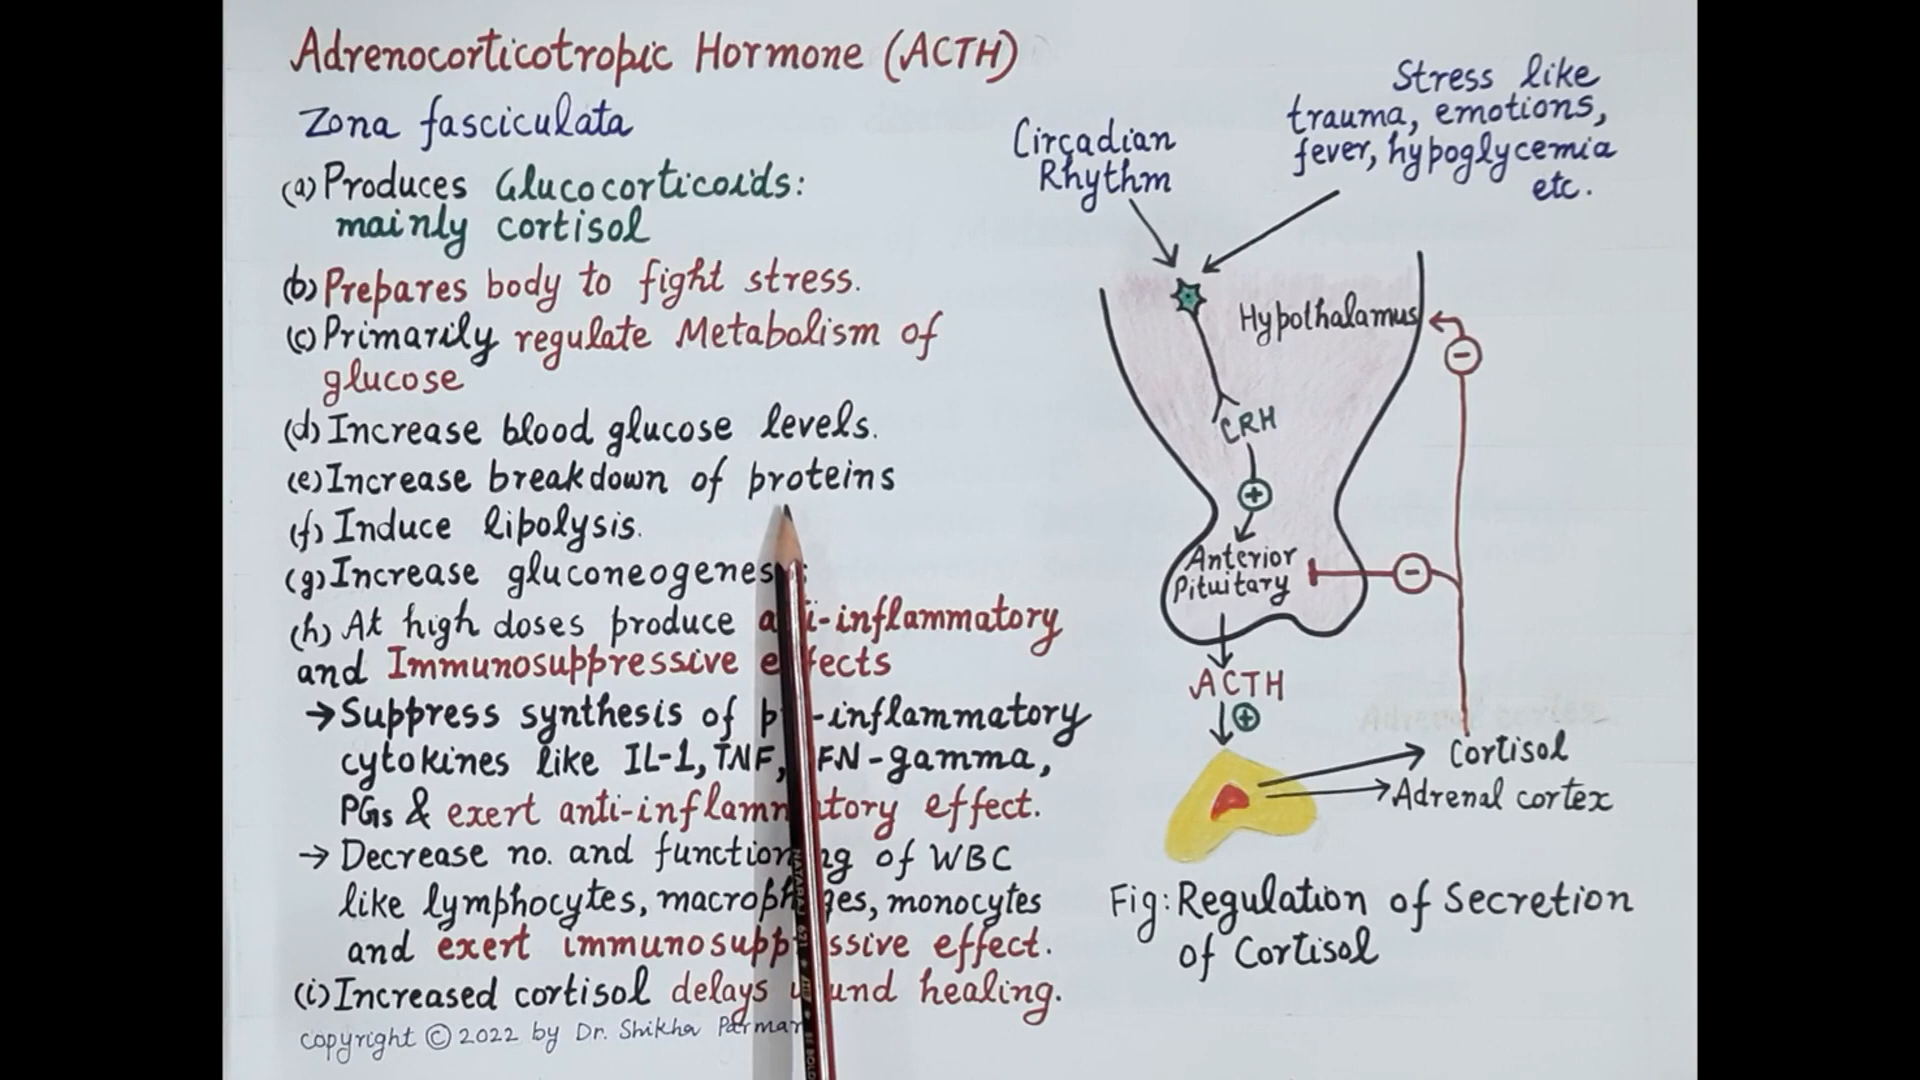 Adrenocorticotropic Hormone (ACTH)
Zona fasciculata
(a) Produces Glucocorticoids:
mainly cortisol
(b) Prepares body to fight stress.
(c) Primarily regulate Metabolism of
glucose
(d) Increase blood glucose levels.
(e) Increase breakdown of proteins
(f) Induce lipolysis.
(g) Increase
(h) At high doses produce
and Immunosuppressive
→ Suppress synthesis of
cytokines like IL-1, TNF,
PGs & exert effect.
→ Decrease no. and of WBC
like lymphocytes, monocytes
and exert effect.
(i) Increased cortisol delays healing.
copyright © 2022 by Dr. Shikha Parmar
Circadian
Rhythm
Stress like
trauma, emotions,
fever, hypoglycemia
etc.
Hypothalamus
−
CRH
+
Anterior
Pituitary
−
ACTH
+
Cortisol
Adrenal cortex
Fig: Regulation of Secretion
of Cortisol
NATARAJ 621